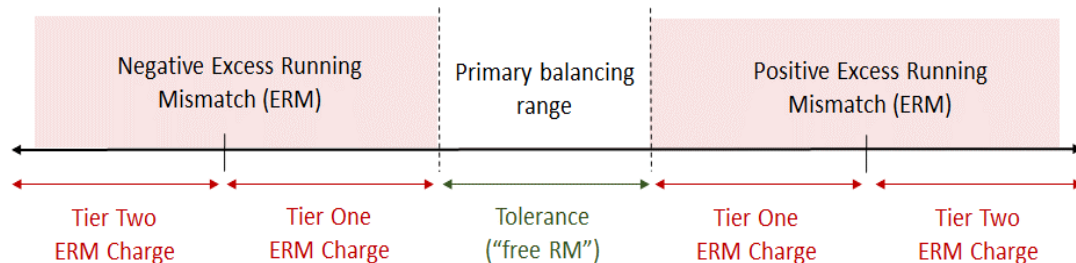 Negative Excess Running
Mismatch (ERM)
Primary balancing
range
Positive Excess Running
Mismatch (ERM)
Tier Two
ERM Charge
Tier One
ERM Charge
Tolerance
(“free RM”)
Tier One
ERM Charge
Tier Two
ERM Charge